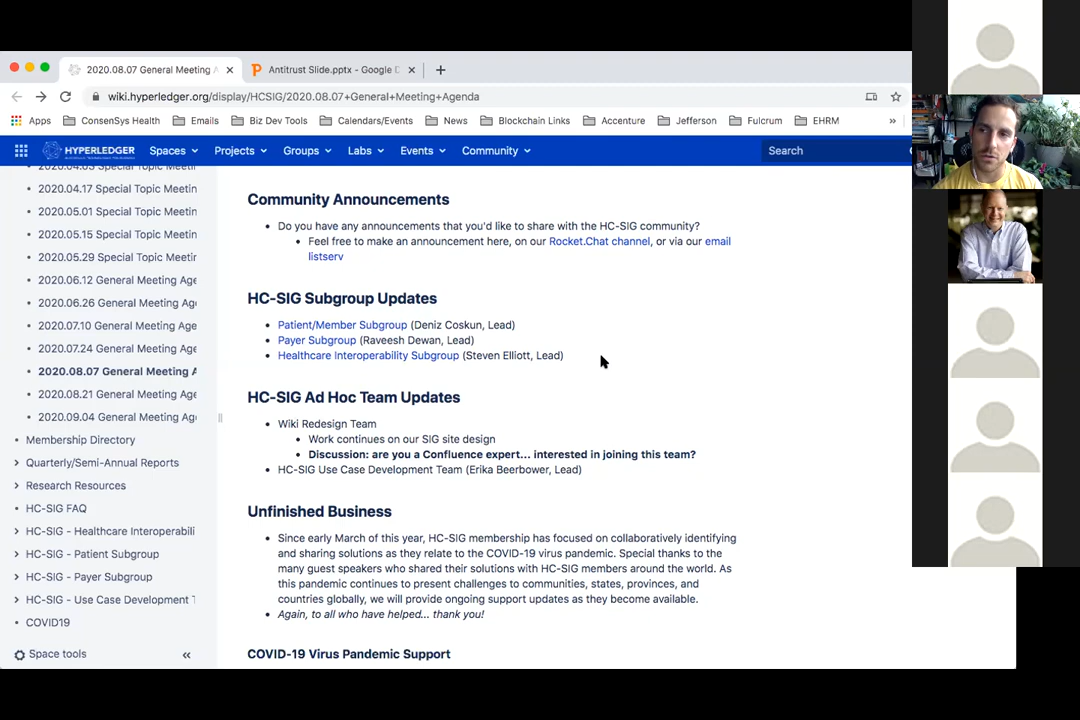 2020.08.07 General Meeting A
Antitrust Slide.pptx - Google D
wiki.hyperledger.org/display/HCSIG/2020.08.07+General+Meeting+Agenda
Apps ConsenSys Health Emails Biz Dev Tools Calendars/Events News Blockchain Links Accenture Jefferson Fulcrum EHRM »
HYPERLEDGER Spaces Projects Groups Labs Events Community Search
2020.04.03 Special Topic Meetin
2020.04.17 Special Topic Meetin
2020.05.01 Special Topic Meetin
2020.05.15 Special Topic Meetin
2020.05.29 Special Topic Meetin
2020.06.12 General Meeting Age
2020.06.26 General Meeting Age
2020.07.10 General Meeting Age
2020.07.24 General Meeting Age
2020.08.07 General Meeting A
2020.08.21 General Meeting Age
2020.09.04 General Meeting Age
Membership Directory
Quarterly/Semi-Annual Reports
Research Resources
HC-SIG FAQ
HC-SIG - Healthcare Interoperabili
HC-SIG - Patient Subgroup
HC-SIG - Payer Subgroup
HC-SIG - Use Case Development T
COVID19
Space tools «
Community Announcements
Do you have any announcements that you'd like to share with the HC-SIG community?
Feel free to make an announcement here, on our Rocket.Chat channel, or via our email
listserv
HC-SIG Subgroup Updates
Patient/Member Subgroup (Deniz Coskun, Lead)
Payer Subgroup (Raveesh Dewan, Lead)
Healthcare Interoperability Subgroup (Steven Elliott, Lead)
HC-SIG Ad Hoc Team Updates
Wiki Redesign Team
Work continues on our SIG site design
Discussion: are you a Confluence expert... interested in joining this team?
HC-SIG Use Case Development Team (Erika Beerbower, Lead)
Unfinished Business
Since early March of this year, HC-SIG membership has focused on collaboratively identifying
and sharing solutions as they relate to the COVID-19 virus pandemic. Special thanks to the
many guest speakers who shared their solutions with HC-SIG members around the world. As
this pandemic continues to present challenges to communities, states, provinces, and
countries globally, we will provide ongoing support updates as they become available.
Again, to all who have helped... thank you!
COVID-19 Virus Pandemic Support